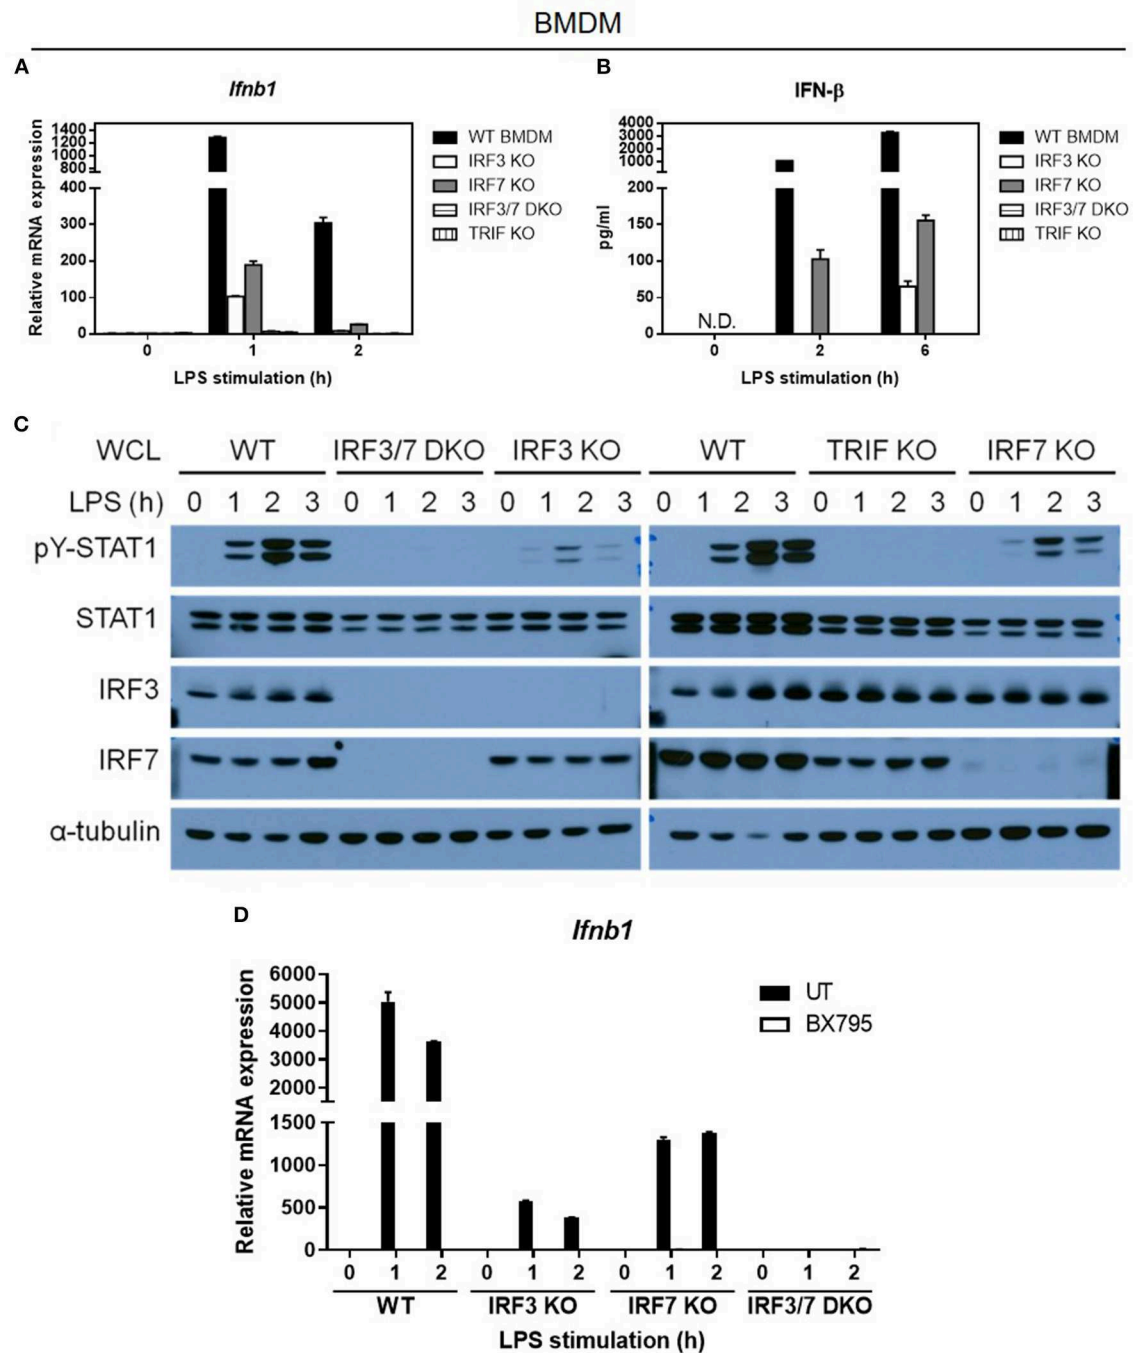 BMDM
A
Ifnb1
Relative mRNA expression
1400
1200
1000
800
400
300
200
100
0
0 1 2
LPS stimulation (h)
WT BMDM
IRF3 KO
IRF7 KO
IRF3/7 DKO
TRIF KO
B
IFN-β
pg/ml
4000
3000
2000
1000
200
150
100
50
0
N.D.
0 2 6
LPS stimulation (h)
WT BMDM
IRF3 KO
IRF7 KO
IRF3/7 DKO
TRIF KO
C
WCL WT IRF3/7 DKO IRF3 KO WT TRIF KO IRF7 KO
LPS (h) 0 1 2 3 0 1 2 3 0 1 2 3 0 1 2 3 0 1 2 3 0 1 2 3
pY-STAT1
STAT1
IRF3
IRF7
α-tubulin
D
Ifnb1
Relative mRNA expression
6000
5000
4000
3000
2000
1500
1000
500
0
UT
BX795
0 1 2 0 1 2 0 1 2 0 1 2
WT IRF3 KO IRF7 KO IRF3/7 DKO
LPS stimulation (h)